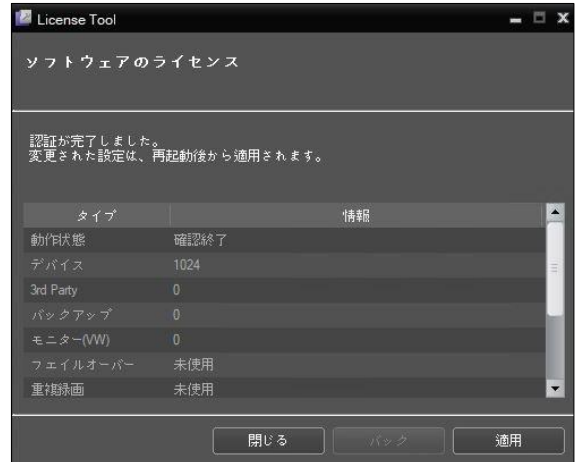 License Tool
ソフトウェアのライセンス
認証が完了しました。
変更された設定は、再起動後から適用されます。
タイプ 情報
動作状態 確認終了
デバイス 1024
3rd Party 0
バックアップ 0
モニター(VW) 0
フェイルオーバー 未使用
重複録画 未使用
閉じる バック 適用